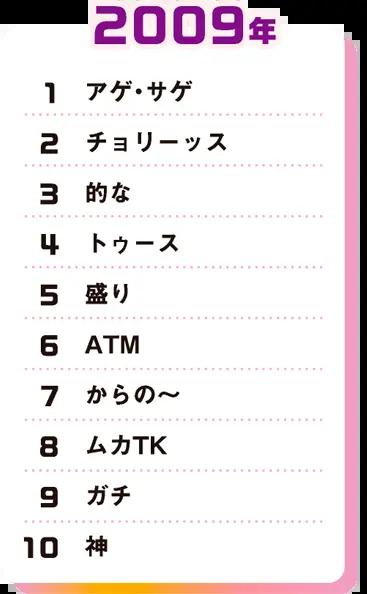 2009年
1 アゲ・サゲ
2 チョリーッス
3 的な
4 トゥース
5 盛り
6 ATM
7 からの〜
8 ムカTK
9 ガチ
10 神